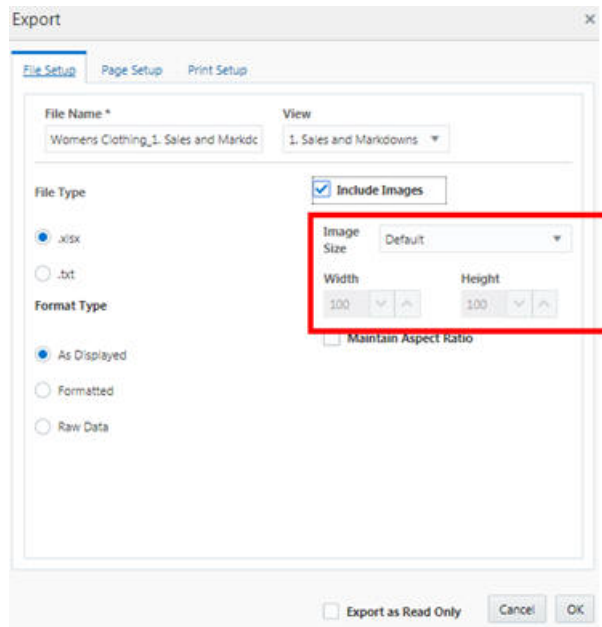 Export
File Setup Page Setup Print Setup
File Name * View
Womens Clothing_1. Sales and Markdc 1. Sales and Markdowns
File Type Include Images
.xlsx Image Size Default
.txt Width Height
Format Type 100 100
As Displayed Maintain Aspect Ratio
Formatted
Raw Data
Export as Read Only Cancel OK